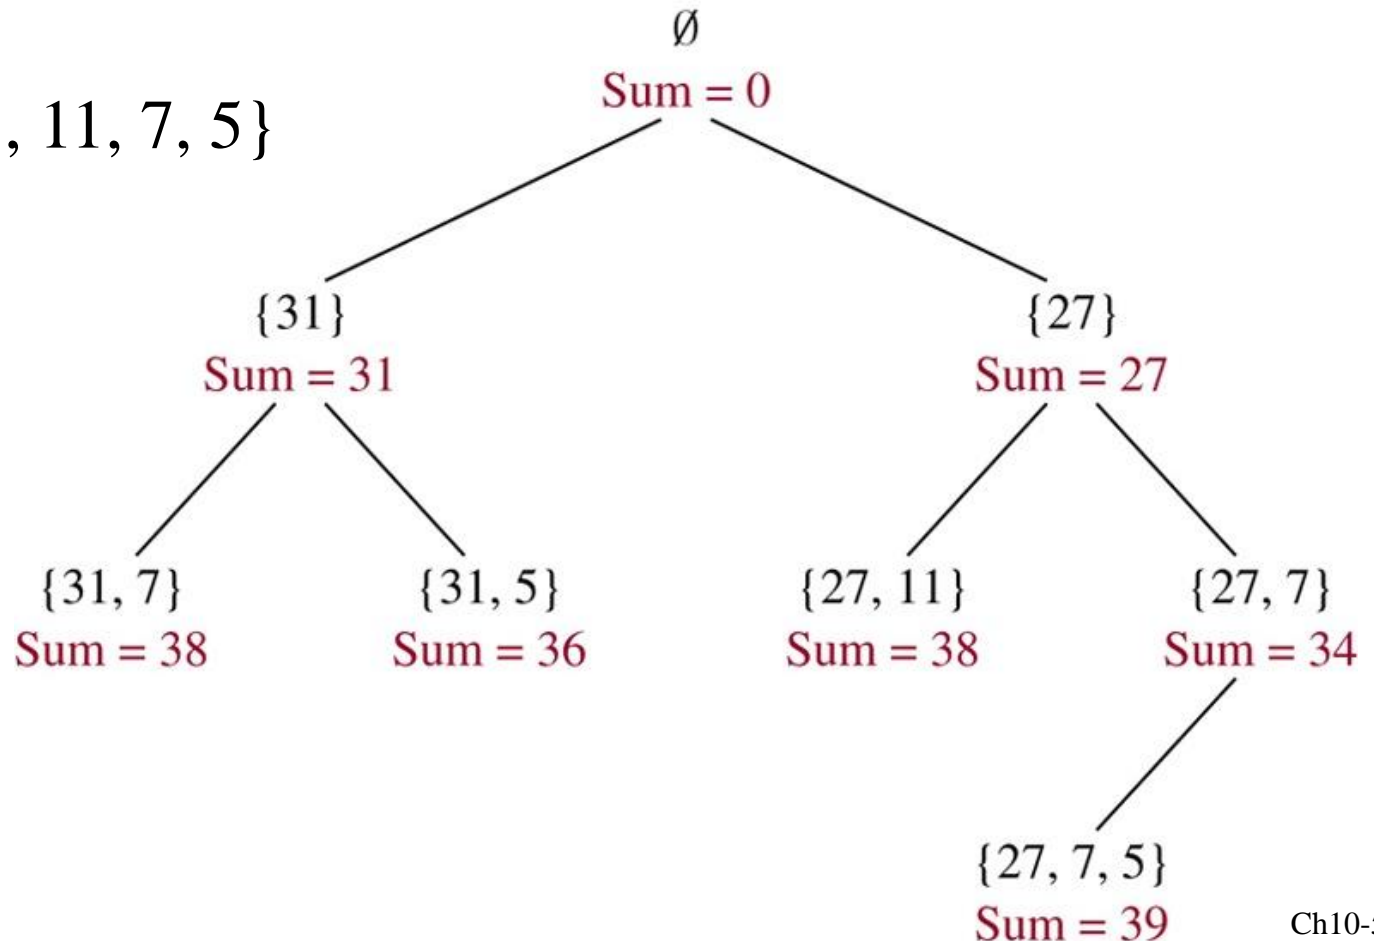 ∅
Sum = 0
, 11, 7, 5}
{31}
Sum = 31
{27}
Sum = 27
{31, 7}
Sum = 38
{31, 5}
Sum = 36
{27, 11}
Sum = 38
{27, 7}
Sum = 34
{27, 7, 5}
Sum = 39
Ch10-